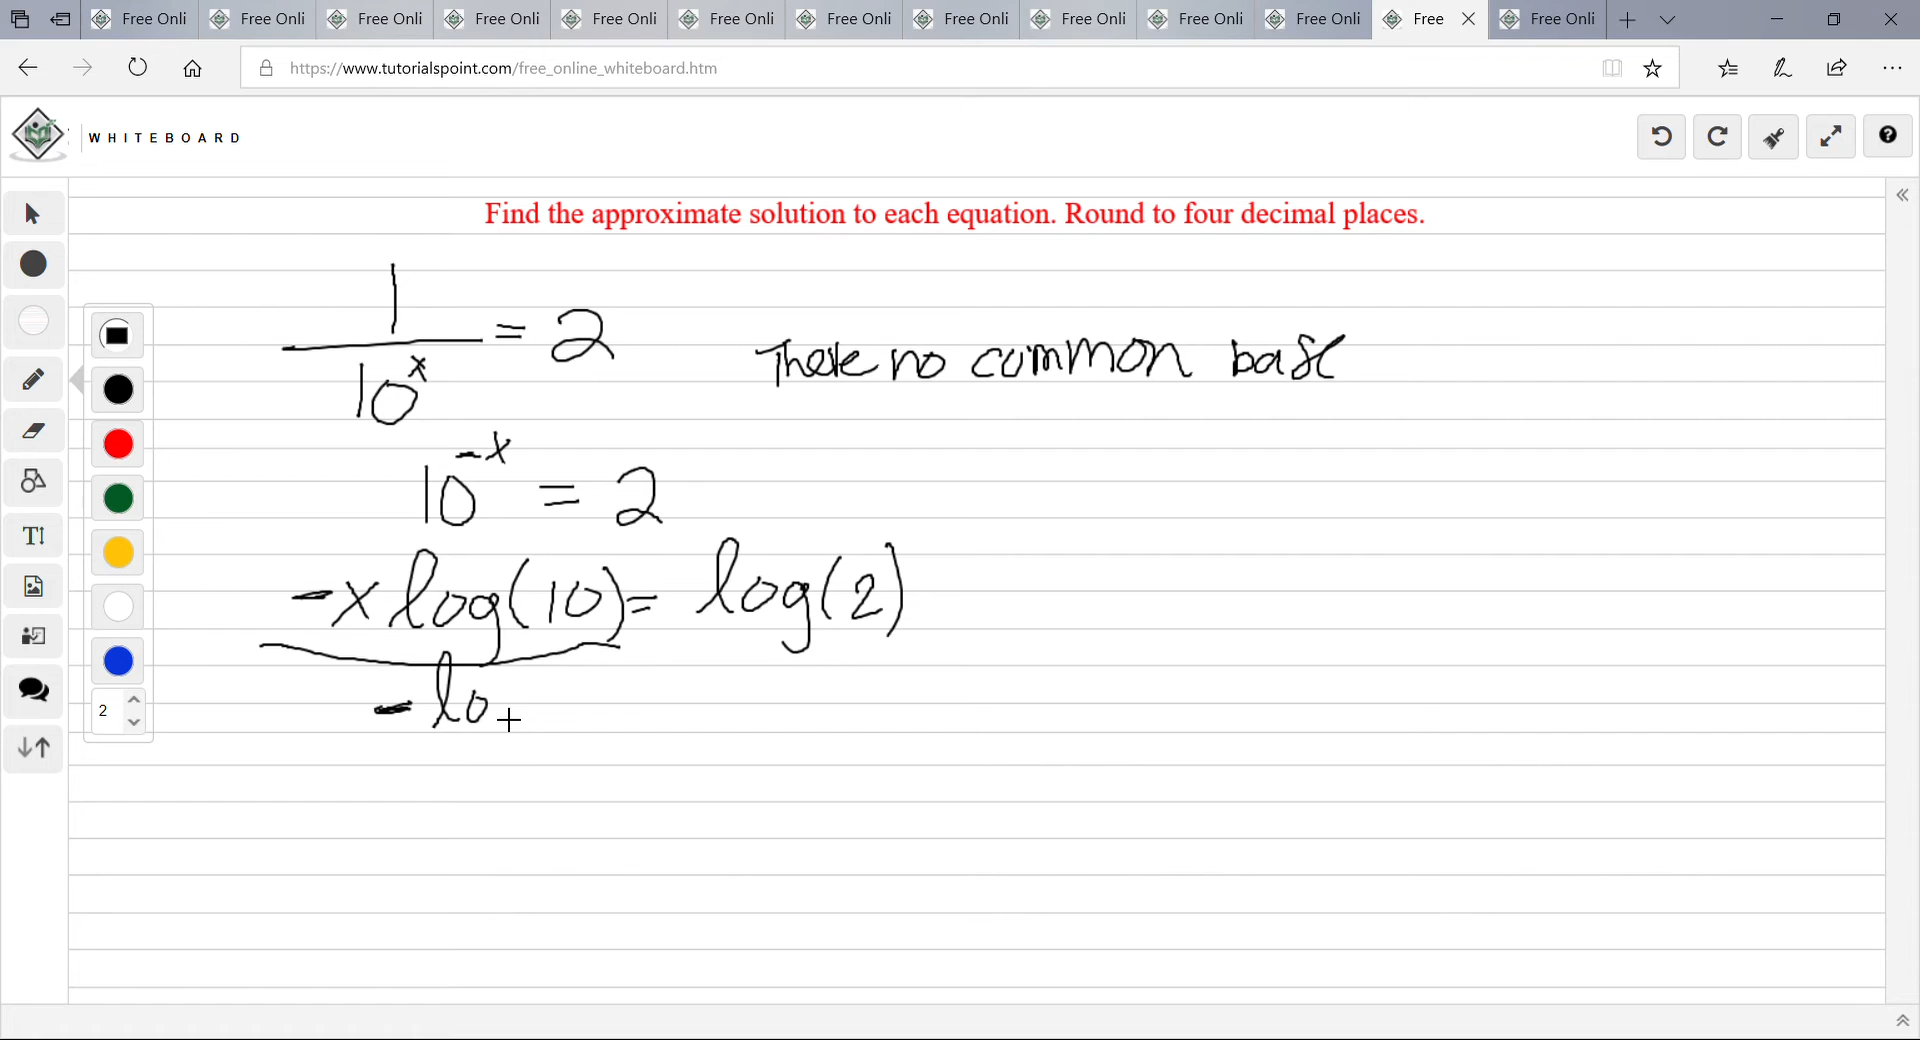 Free Onli Free Onli Free Onli Free Onli Free Onli Free Onli Free Onli Free Onli Free Onli Free Onli Free Onli Free Free Onli
https://www.tutorialspoint.com/free_online_whiteboard.htm
WHITEBOARD
Find the approximate solution to each equation. Round to four decimal places.
1
= 2
10^x
There no common base
10^-x = 2
-x log(10) = log(2)
- lo
T
2